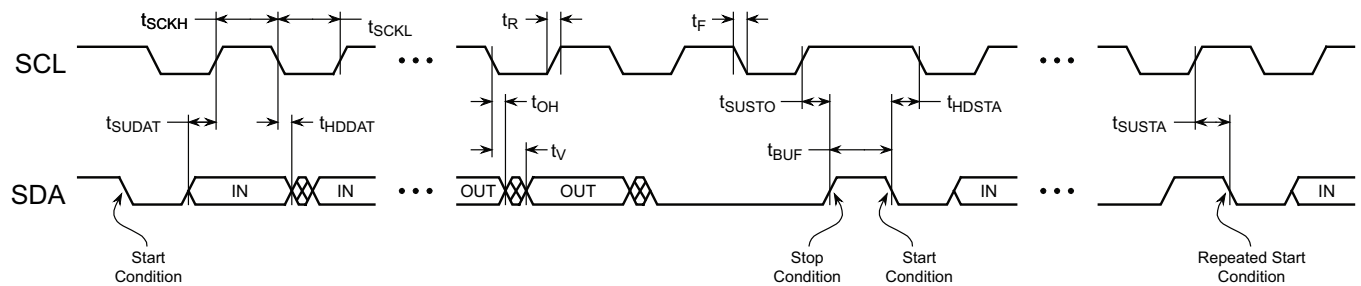 tSCKH
tSCKL
tR
tF
SCL
tSUDAT
tHDDAT
tOH
tV
tSUSTO
tHDSTA
tBUF
tSUSTA
SDA
IN
IN
OUT
OUT
IN
IN
Start
Condition
Stop
Condition
Start
Condition
Repeated Start
Condition